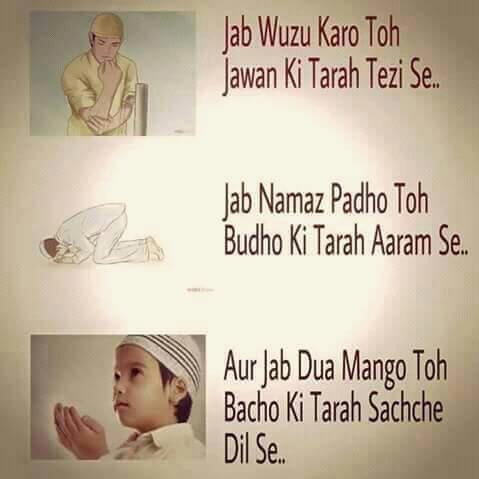 Jab Wuzu Karo Toh
Jawan Ki Tarah Tezi Se..
Jab Namaz Padho Toh
Budho Ki Tarah Aaram Se..
Aur Jab Dua Mango Toh
Bacho Ki Tarah Sachche
Dil Se..